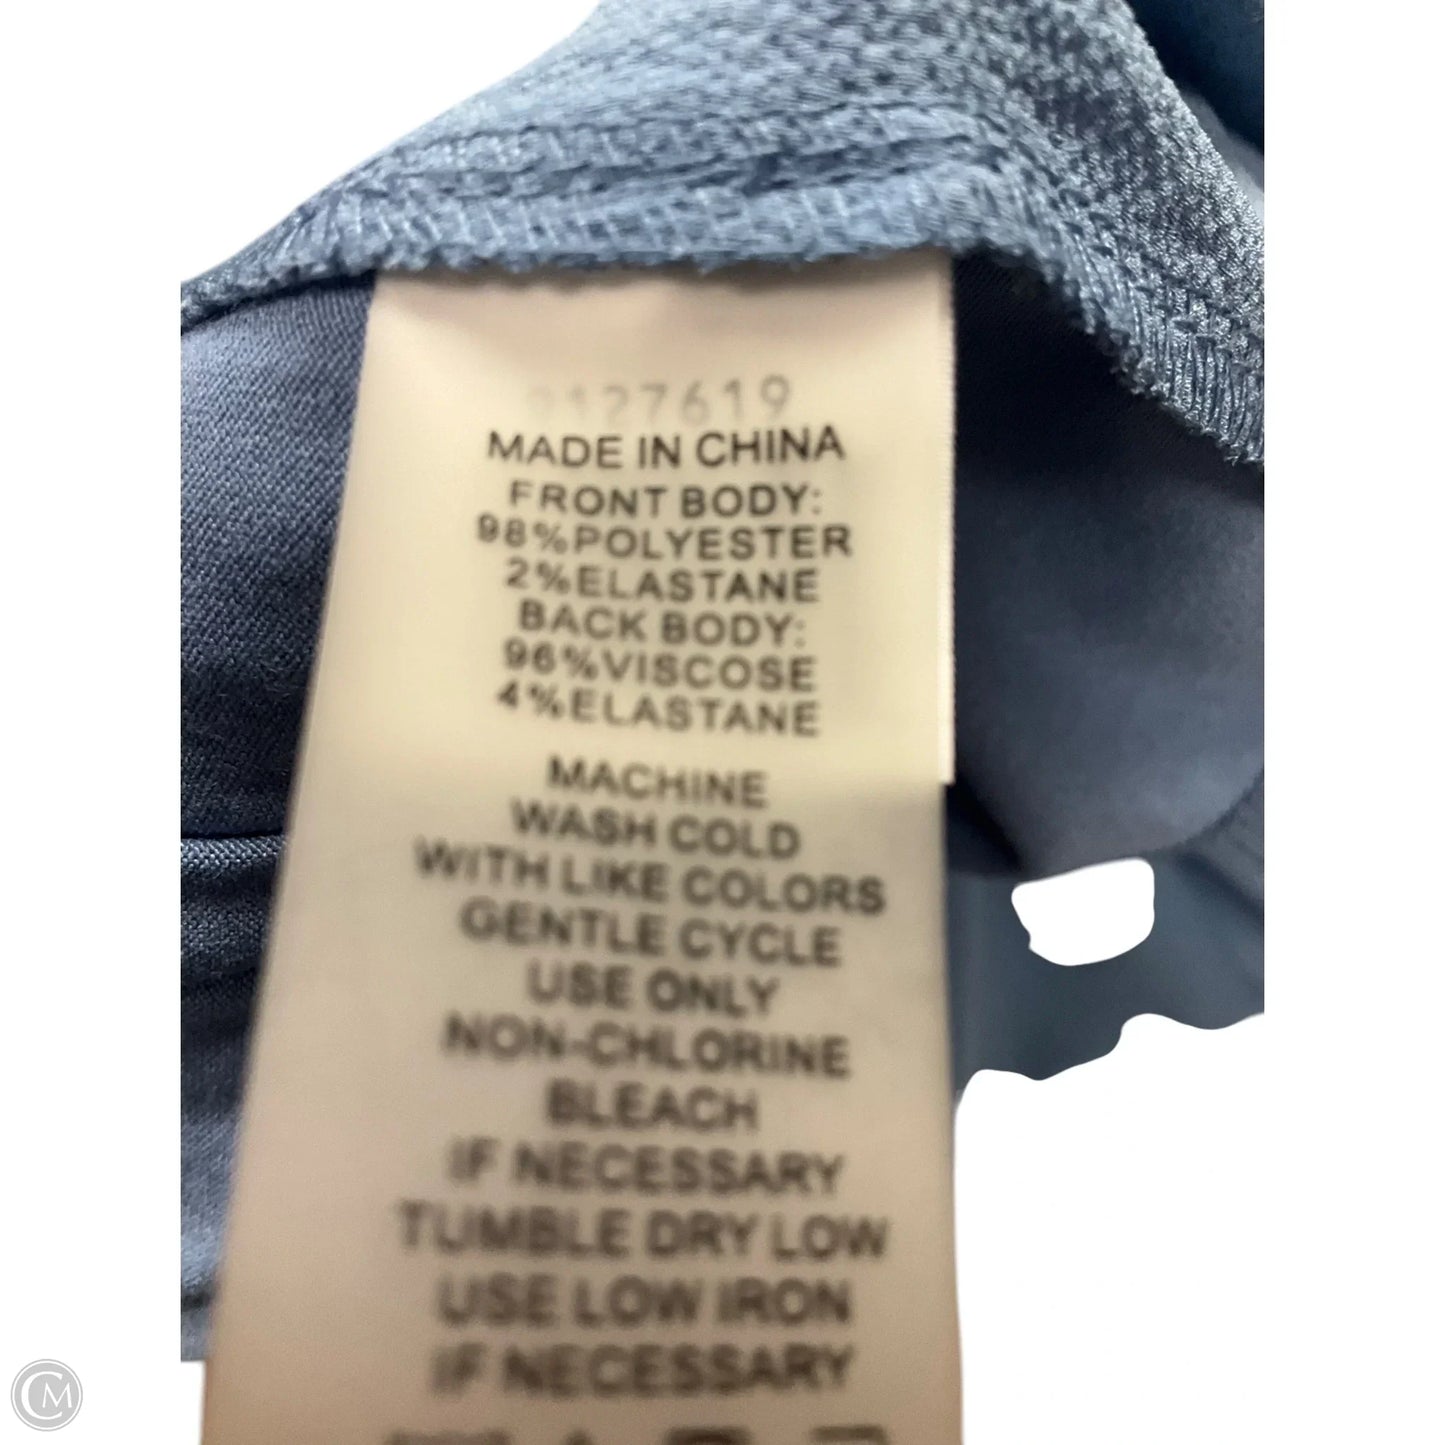 127619
MADE IN CHINA
FRONT BODY:
98%POLYESTER
2%ELASTANE
BACK BODY:
96%VISCOSE
4%ELASTANE
MACHINE
WASH COLD
WITH LIKE COLORS
GENTLE CYCLE
USE ONLY
NON-CHLORINE
BLEACH
IF NECESSARY
TUMBLE DRY LOW
USE LOW IRON
IF NECESSARY
CM